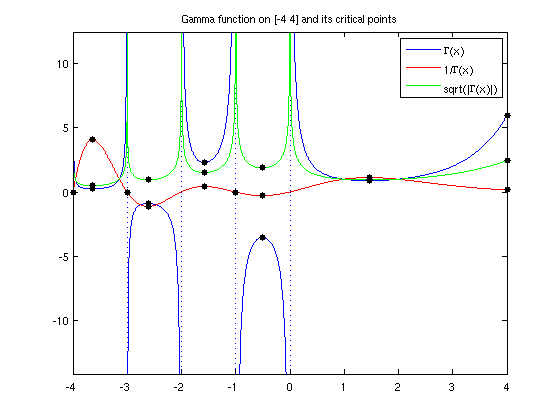 Gamma function on [-4 4] and its critical points
Γ(x)
1/Γ(x)
sqrt(|Γ(x)|)
10
5
0
-5
-10
-4 -3 -2 -1 0 1 2 3 4